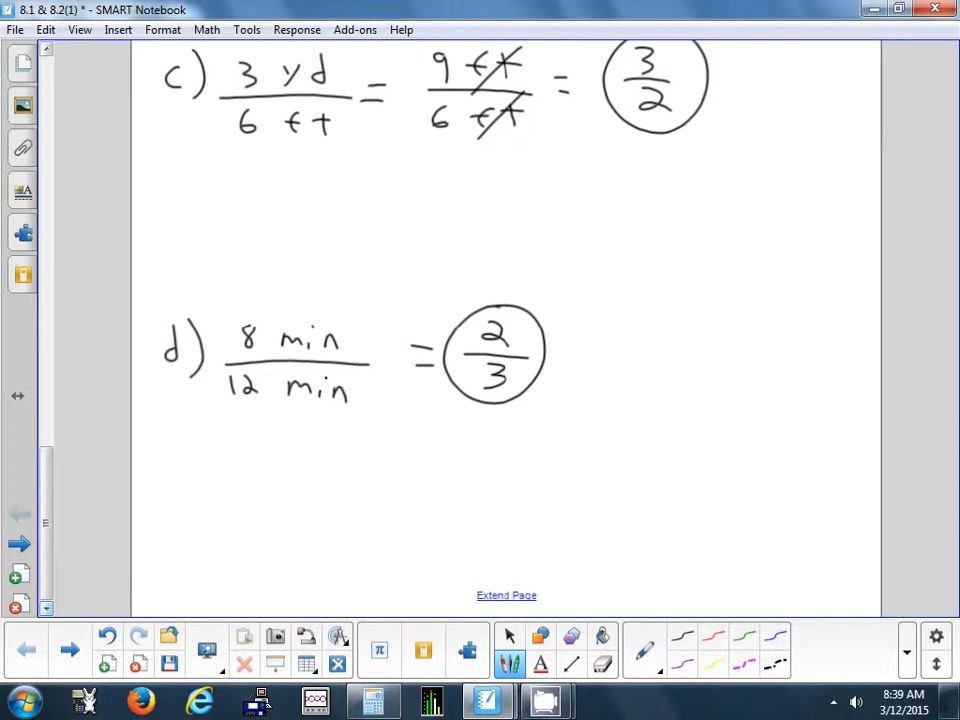 8.1 & 8.2(1) * - SMART Notebook
File Edit View Insert Format Math Tools Response Add-ons Help
c) 3 yd / 6 ft = 9 ft / 6 ft = 3 / 2
d) 8 min / 12 min = 2 / 3
Extend Page
8:39 AM
3/12/2015